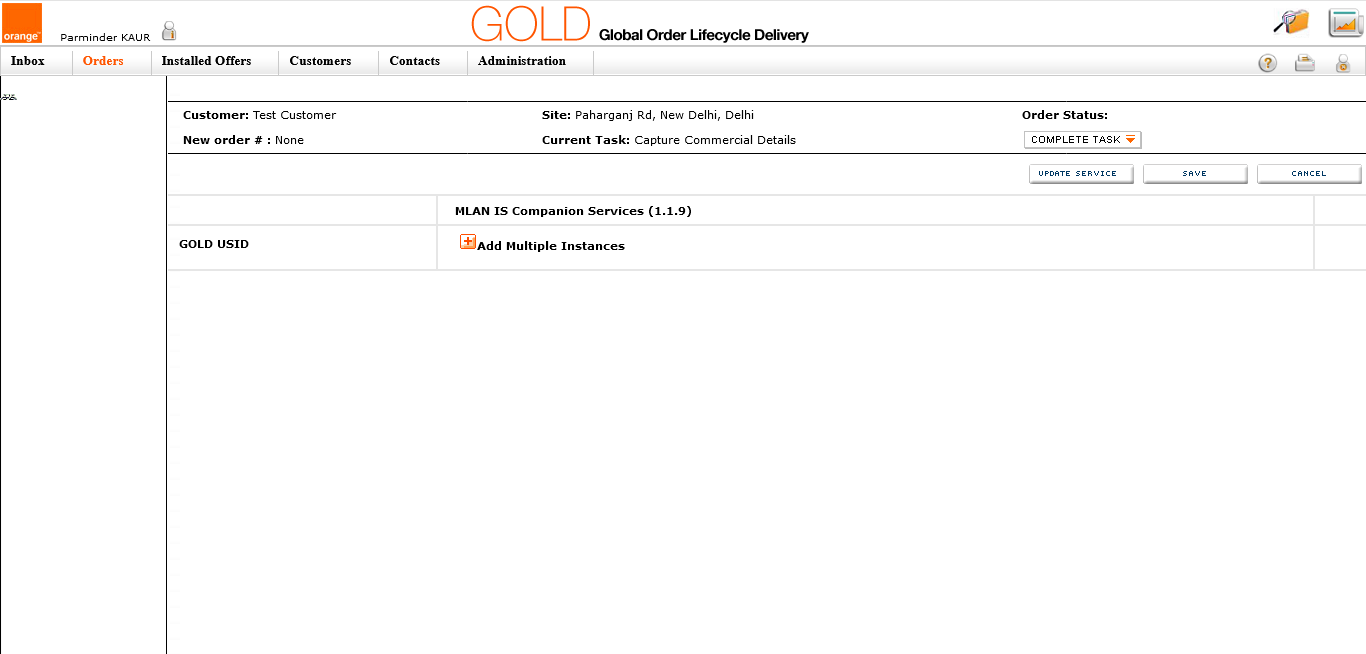 orange™ Parminder KAUR GOLD Global Order Lifecycle Delivery
Inbox Orders Installed Offers Customers Contacts Administration
Customer: Test Customer Site: Paharganj Rd, New Delhi, Delhi Order Status:
New order # : None Current Task: Capture Commercial Details COMPLETE TASK
UPDATE SERVICE SAVE CANCEL
MLAN IS Companion Services (1.1.9)
GOLD USID Add Multiple Instances